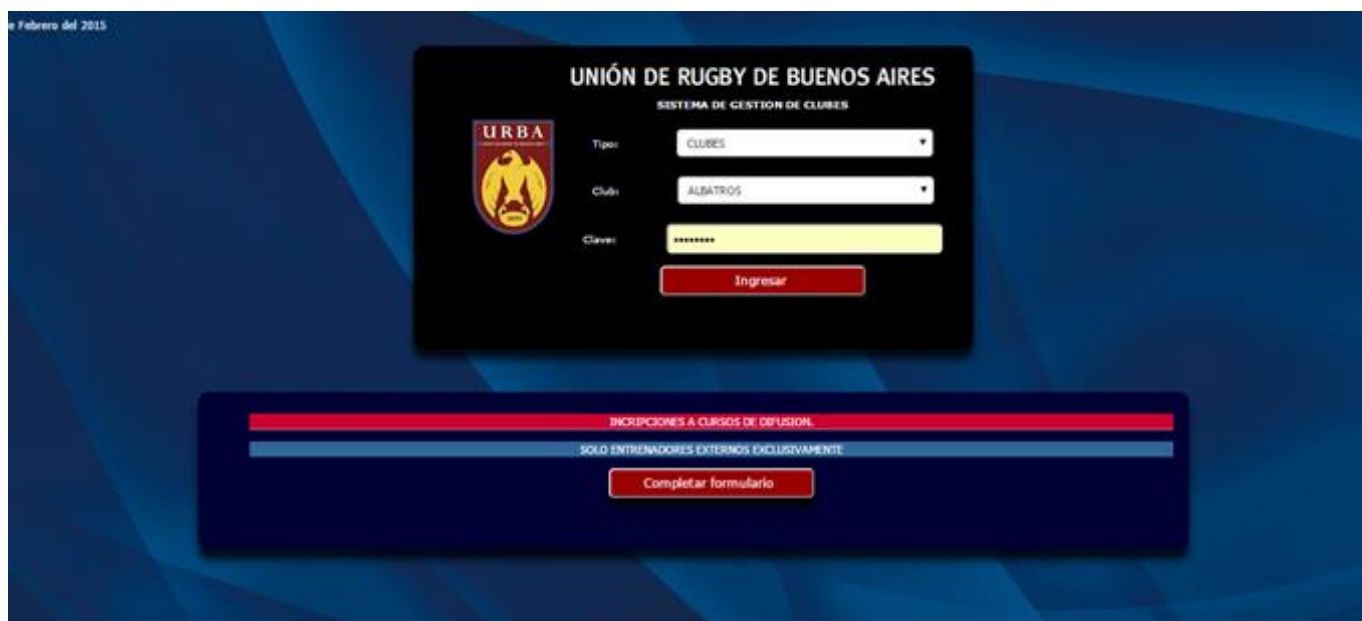 e Febrero del 2015
UNIÓN DE RUGBY DE BUENOS AIRES
SISTEMA DE GESTION DE CLUBES
URBA
Tipo: CLUBES
Club: ALBATROS
Clave: ••••••••
Ingresar
INCRIPCIONES A CURSOS DE DIFUSION.
SOLO ENTRENADORES EXTERNOS EXCLUSIVAMENTE
Completar formulario